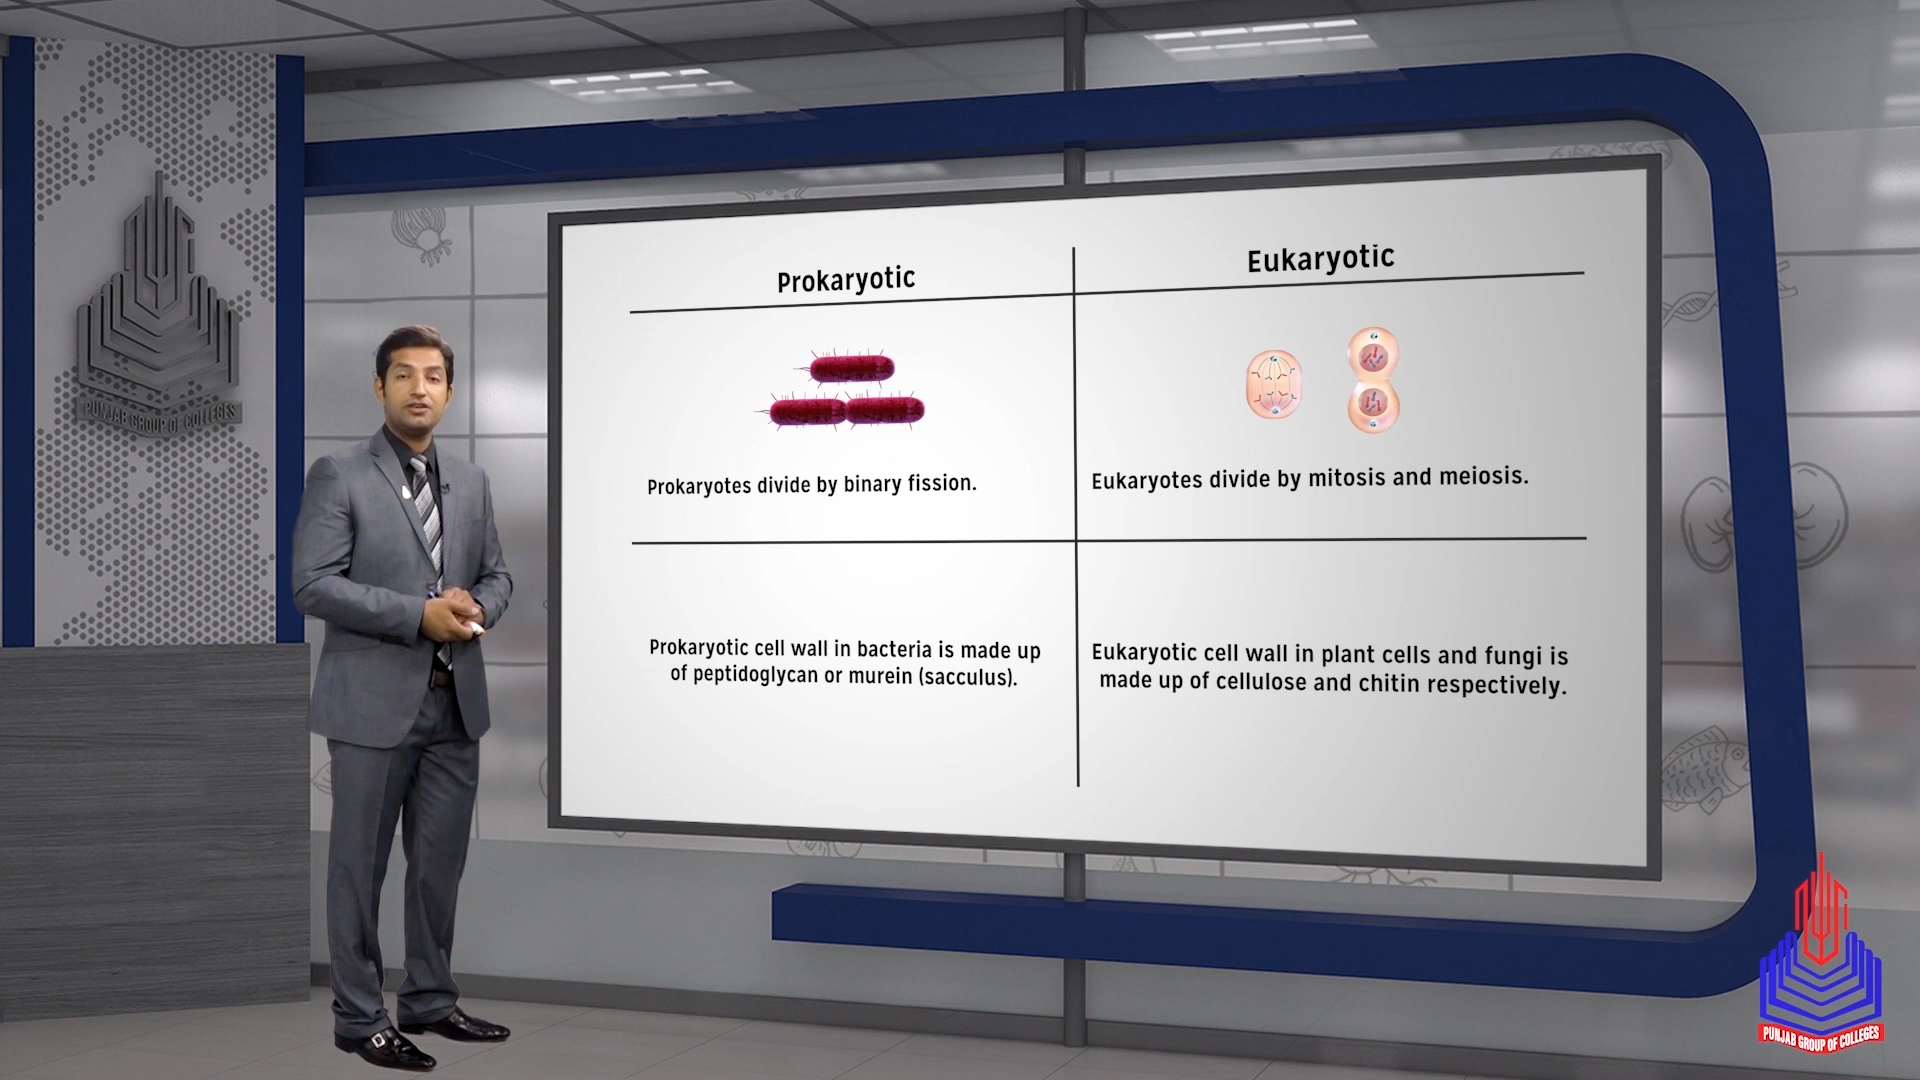 PUNJAB GROUP OF COLLEGES
Prokaryotic
Eukaryotic
Prokaryotes divide by binary fission.
Eukaryotes divide by mitosis and meiosis.
Prokaryotic cell wall in bacteria is made up
of peptidoglycan or murein (sacculus).
Eukaryotic cell wall in plant cells and fungi is
made up of cellulose and chitin respectively.
PUNJAB GROUP OF COLLEGES